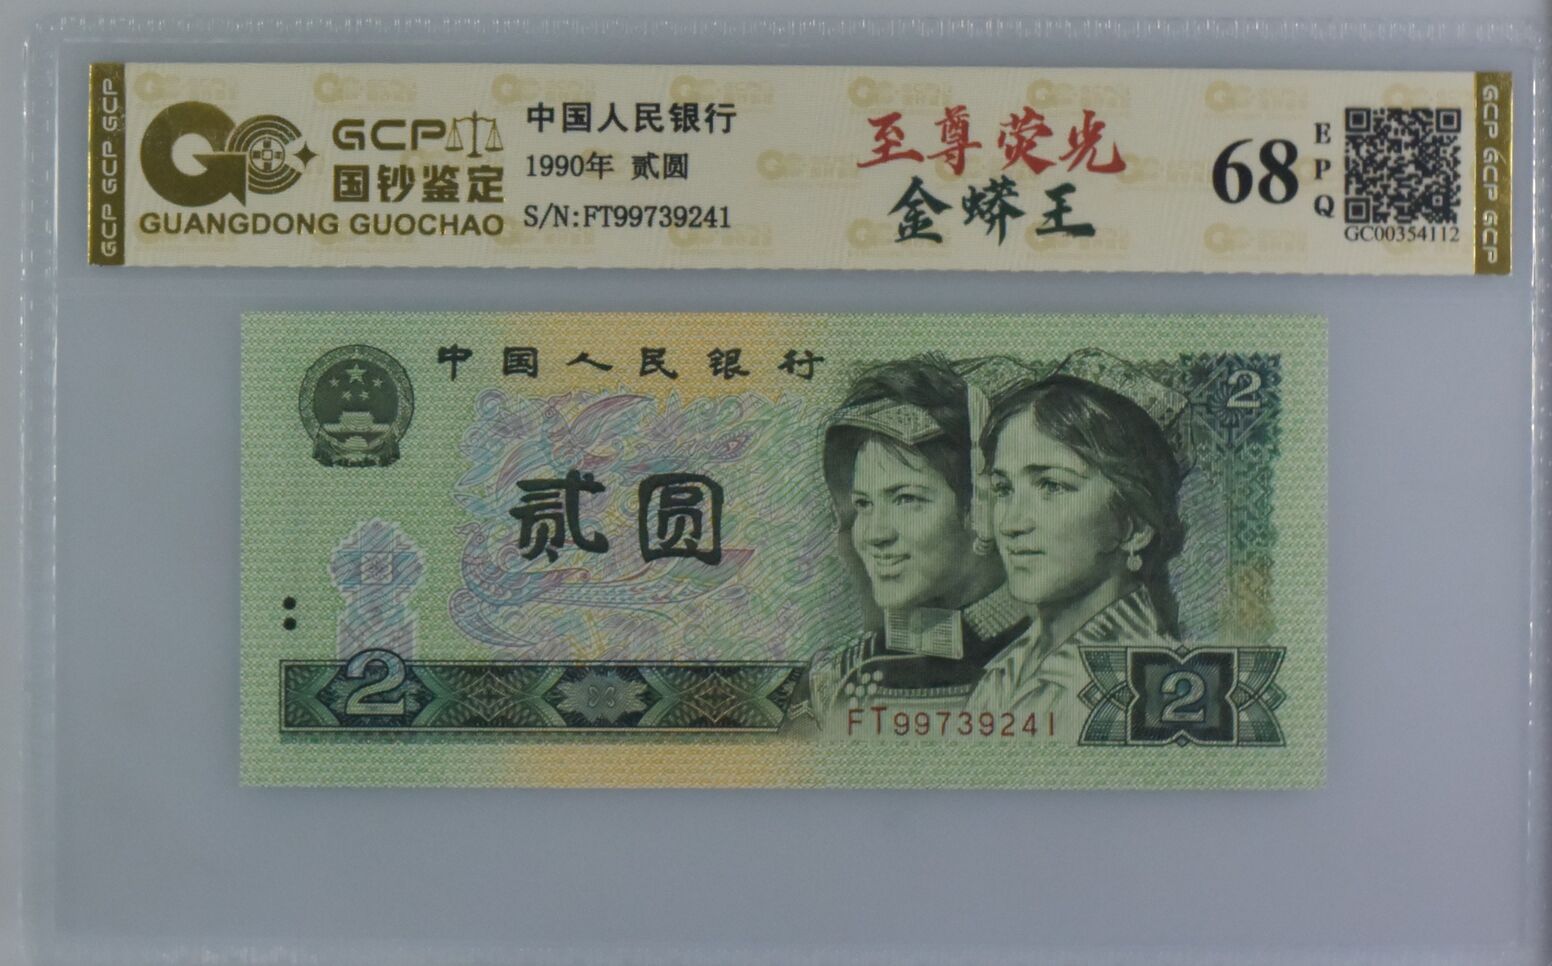 GCP GCP GCP
GCP
国钞鉴定
GUANGDONG GUOCHAO
中国人民银行
1990年 贰圆
S/N:FT99739241
至尊荧光
金蟒王
68
EPQ
GC00354112
GCP GCP GCP
中国人民银行
2
贰圆
2
FT99739241
2